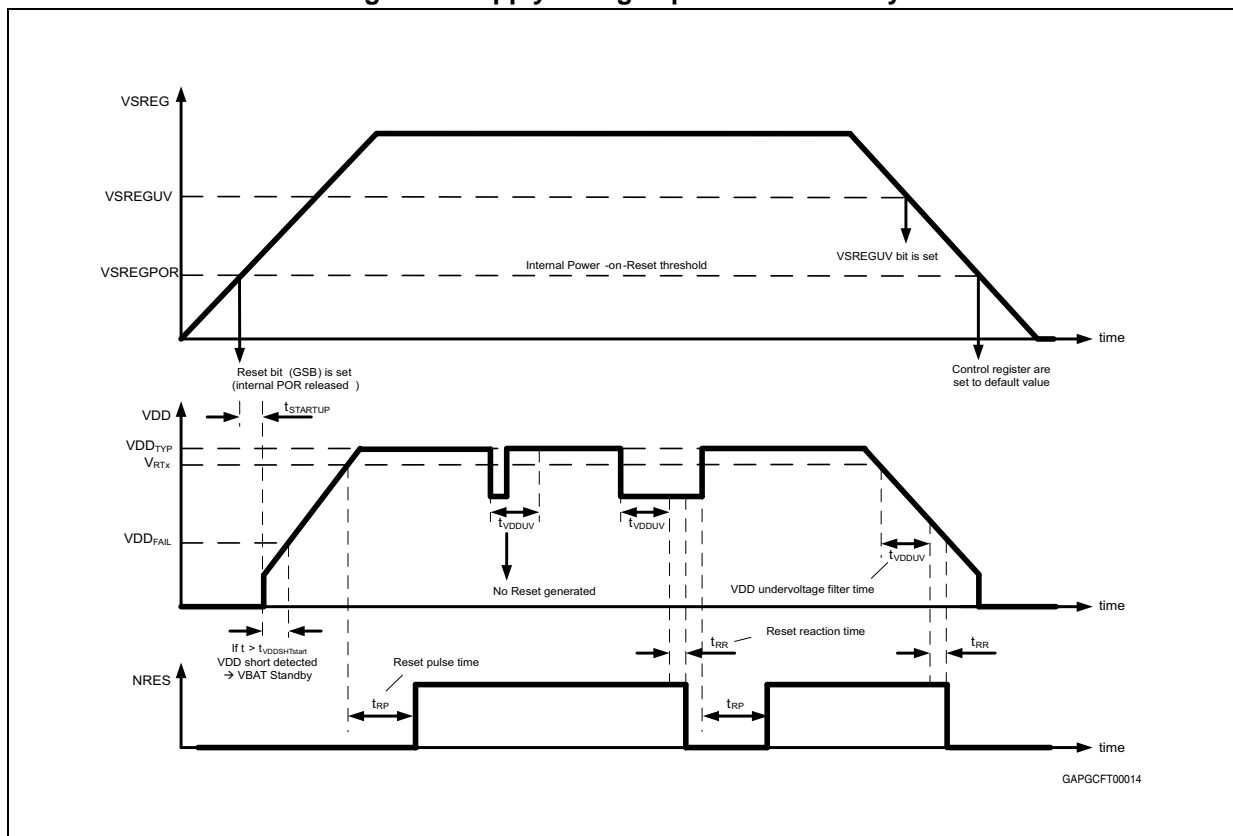 VSREG
VSREGUV
VSREGPOR
Internal Power -on-Reset threshold
VSREGUV bit is set
time
Reset bit (GSB) is set
(internal POR released )
Control register are
set to default value
VDD
tSTARTUP
VDDTYP
VRTx
tVDDUV
tVDDUV
VDDFAIL
tVDDUV
No Reset generated
VDD undervoltage filter time
time
If t > tVDDSHTstart
VDD short detected
→ VBAT Standby
tRR
Reset reaction time
tRR
NRES
Reset pulse time
tRP
tRP
time
GAPGCFT00014